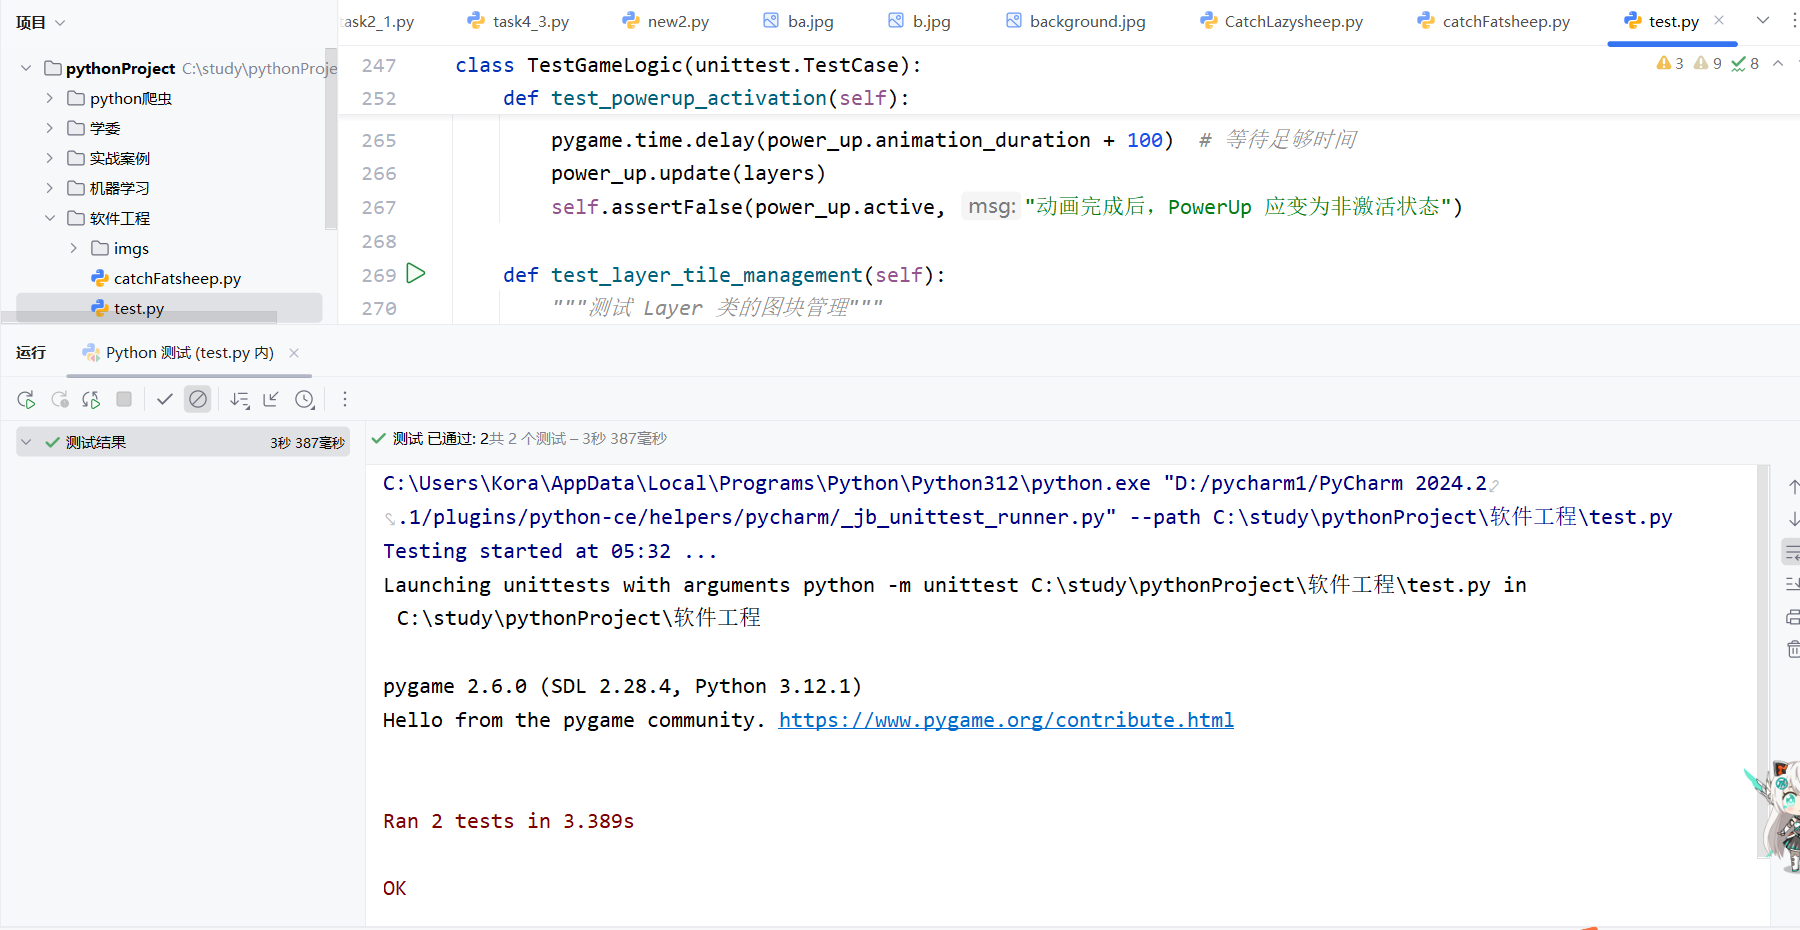 项目
task2_1.py
task4_3.py
new2.py
ba.jpg
b.jpg
background.jpg
CatchLazysheep.py
catchFatsheep.py
test.py
pythonProject C:\study\pythonProje
python爬虫
学委
实战案例
机器学习
软件工程
imgs
catchFatsheep.py
test.py
3 9 8
247 class TestGameLogic(unittest.TestCase):
252 def test_powerup_activation(self):
265 pygame.time.delay(power_up.animation_duration + 100) # 等待足够时间
266 power_up.update(layers)
267 self.assertFalse(power_up.active, msg: "动画完成后，PowerUp 应变为非激活状态")
268
269 def test_layer_tile_management(self):
270 """测试 Layer 类的图块管理"""
运行
Python 测试 (test.py 内)
测试结果 3秒 387毫秒
测试 已通过: 2共 2 个测试 – 3秒 387毫秒
C:\Users\Kora\AppData\Local\Programs\Python\Python312\python.exe "D:/pycharm1/PyCharm 2024.2
.1/plugins/python-ce/helpers/pycharm/_jb_unittest_runner.py" --path C:\study\pythonProject\软件工程\test.py
Testing started at 05:32 ...
Launching unittests with arguments python -m unittest C:\study\pythonProject\软件工程\test.py in
C:\study\pythonProject\软件工程
pygame 2.6.0 (SDL 2.28.4, Python 3.12.1)
Hello from the pygame community. https://www.pygame.org/contribute.html
Ran 2 tests in 3.389s
OK